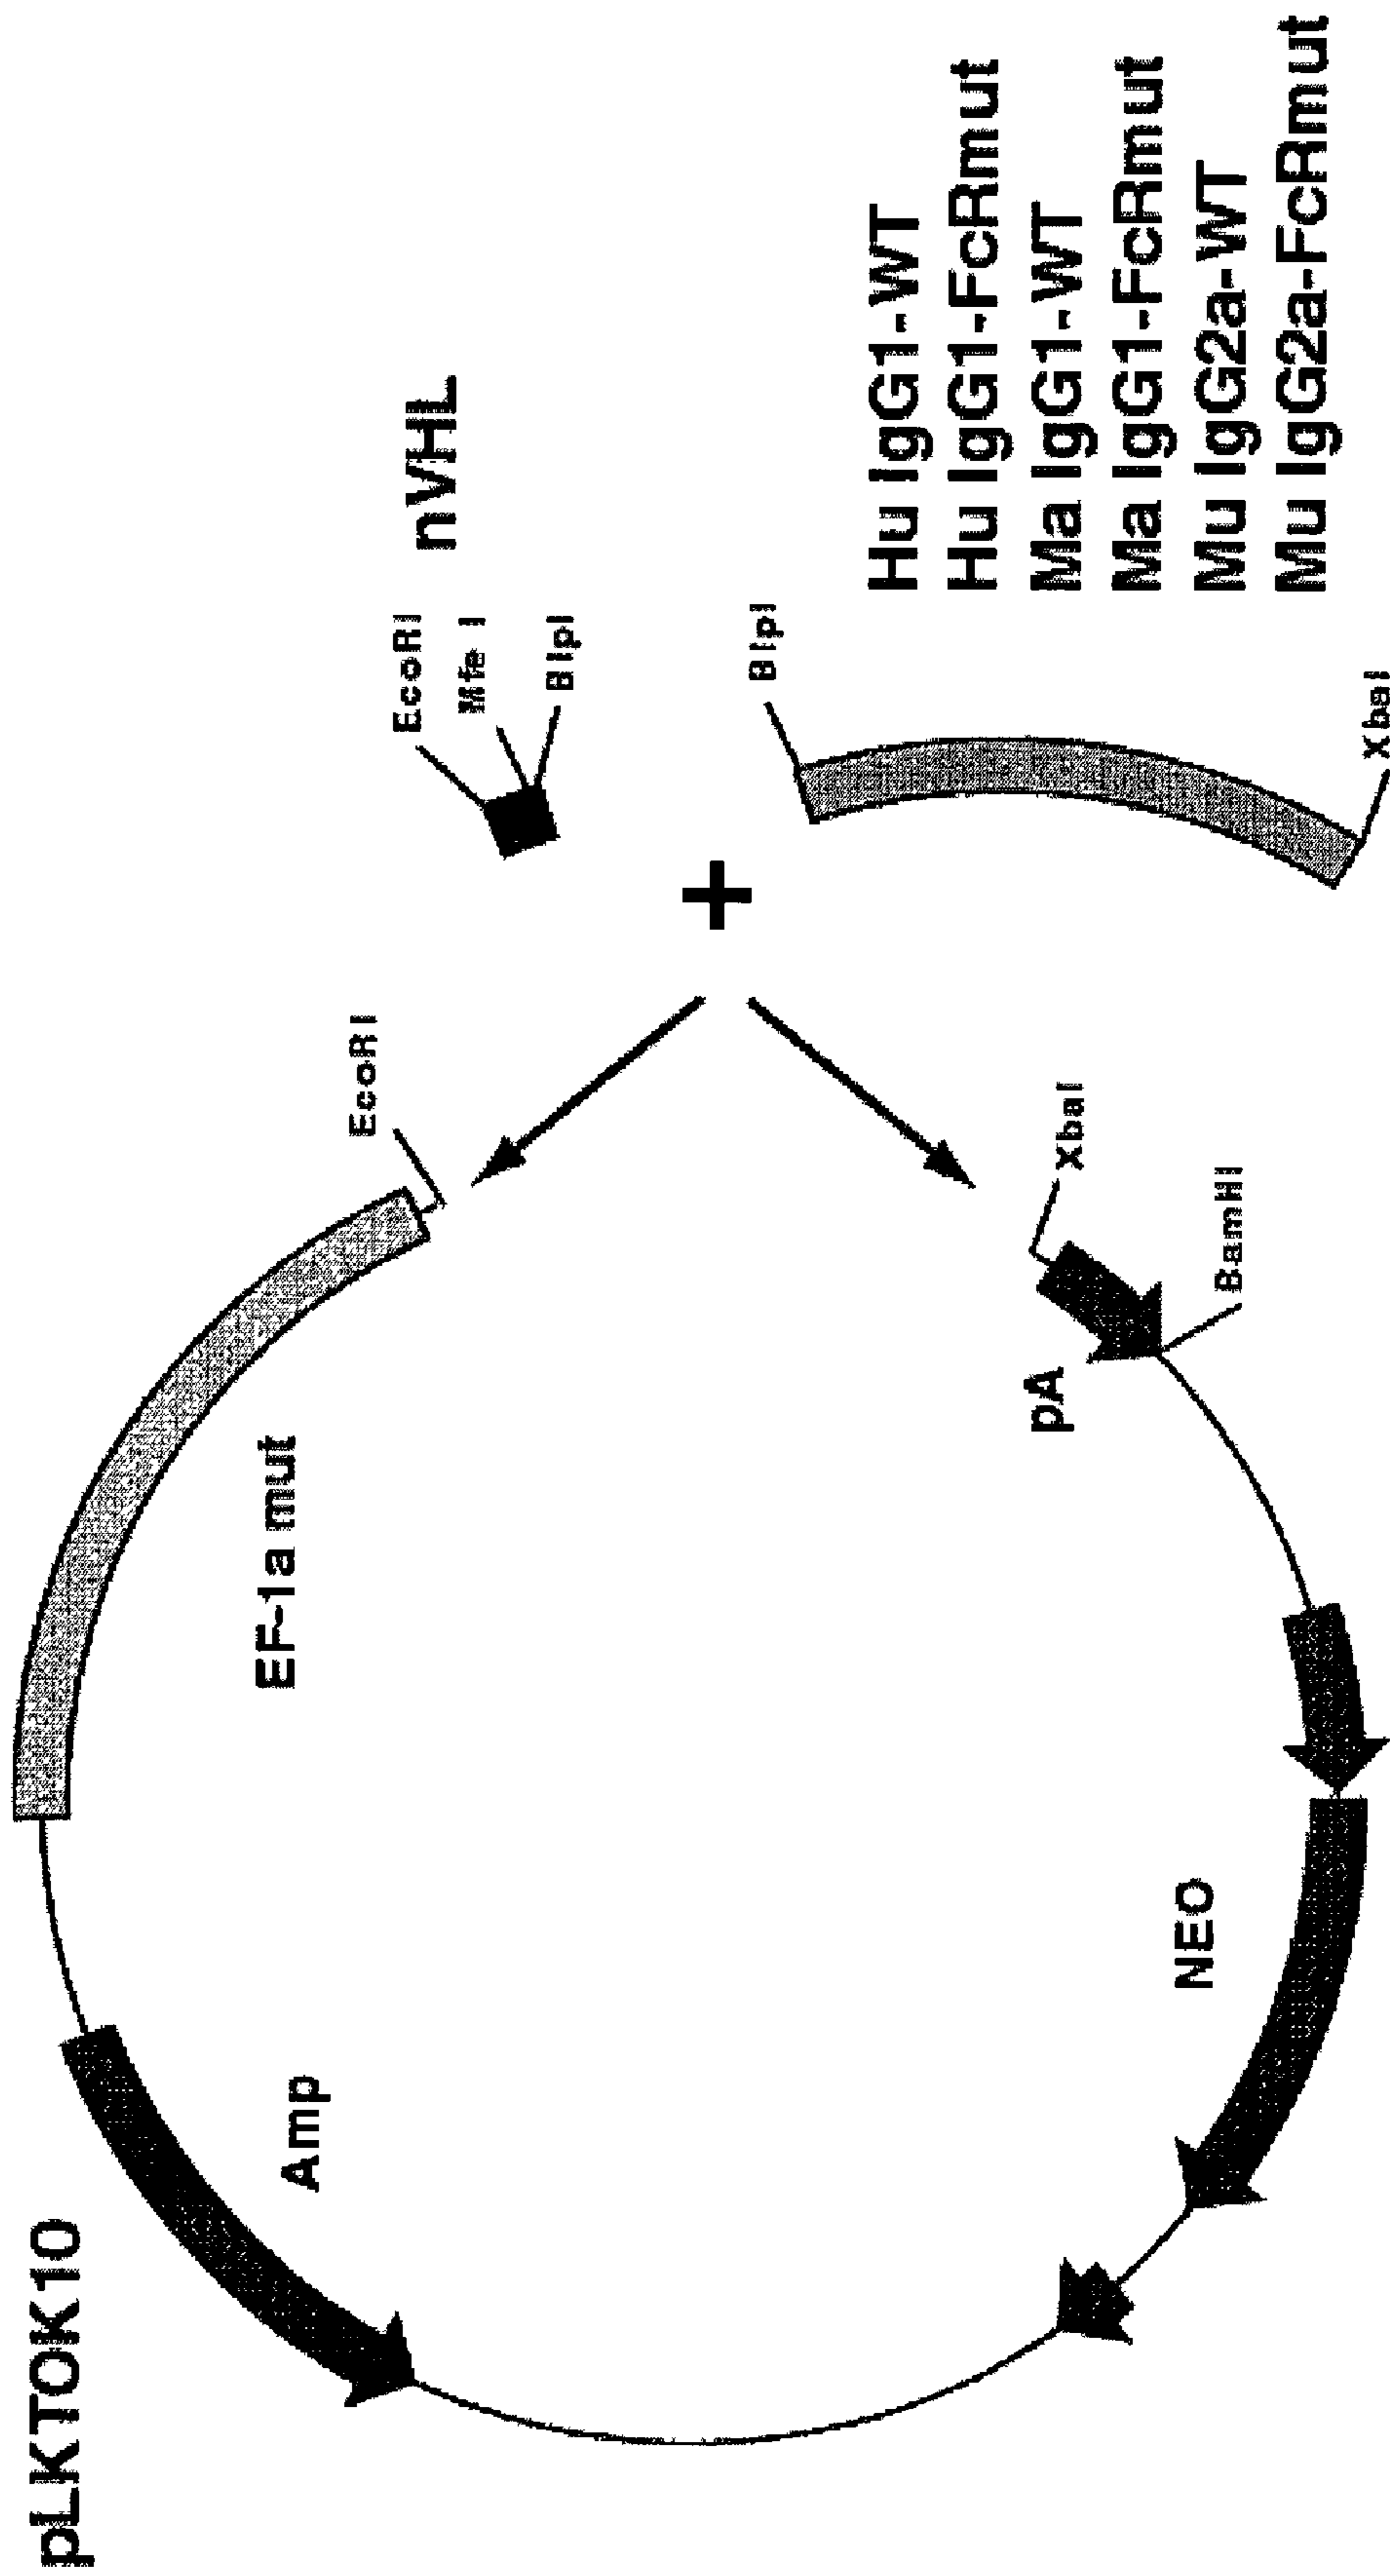 pLKTOK10
Amp
EF-1a mut
EcoRI
EcoRI
Mfe I
BlpI
nVHL
+
BlpI
XbaI
Hu IgG1-WT
Hu IgG1-FcRmut
Ma IgG1-WT
Ma IgG1-FcRmut
Mu IgG2a-WT
Mu IgG2a-FcRmut
XbaI
BamHI
pA
NEO